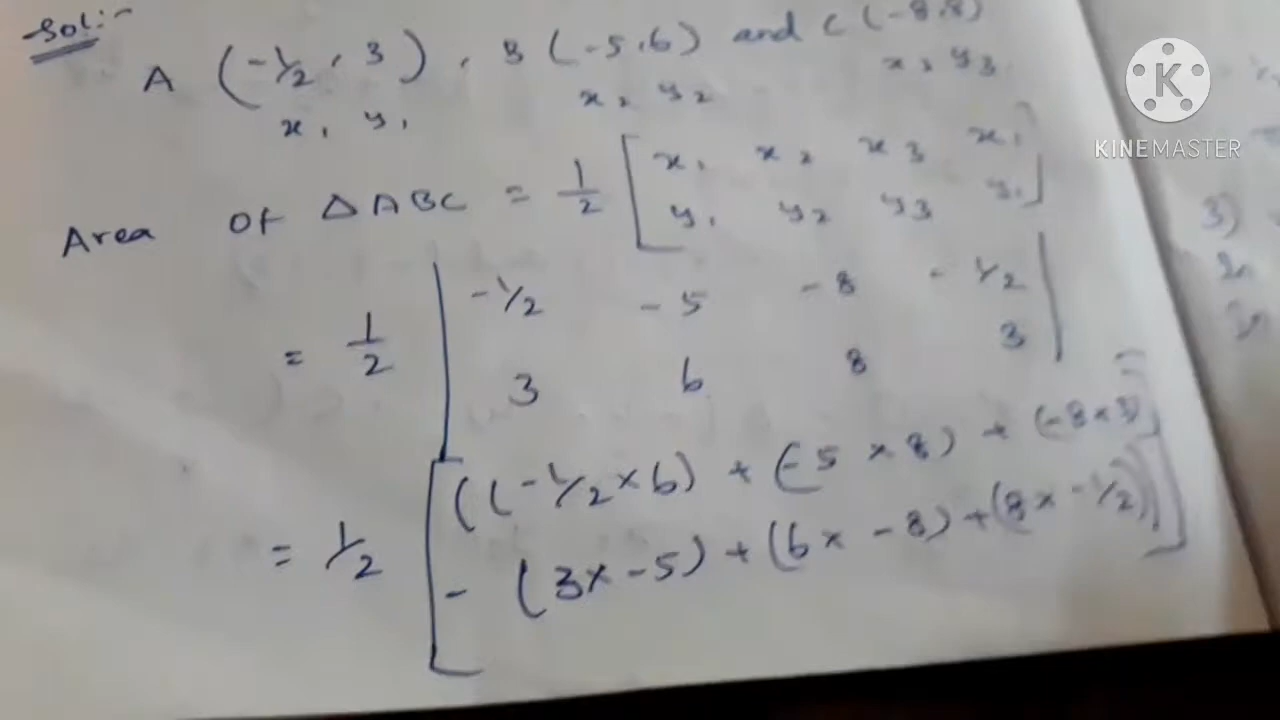 Sol:-
A (-1/2, 3), B (-5, 6) and C (-8, 8)
x1 y1 x2 y2 x3 y3
Area Of ΔABC = 1/2 [x1 x2 x3 x1
y1 y2 y3 y1]
= 1/2 |-1/2 -5 -8 -1/2
3 6 8 3|
= 1/2 [((-1/2 × 6) + (-5 × 8) + (-8 × 3)
- (3 × -5) + (6 × -8) + (8 × -1/2))]
K
KINEMASTER
3)